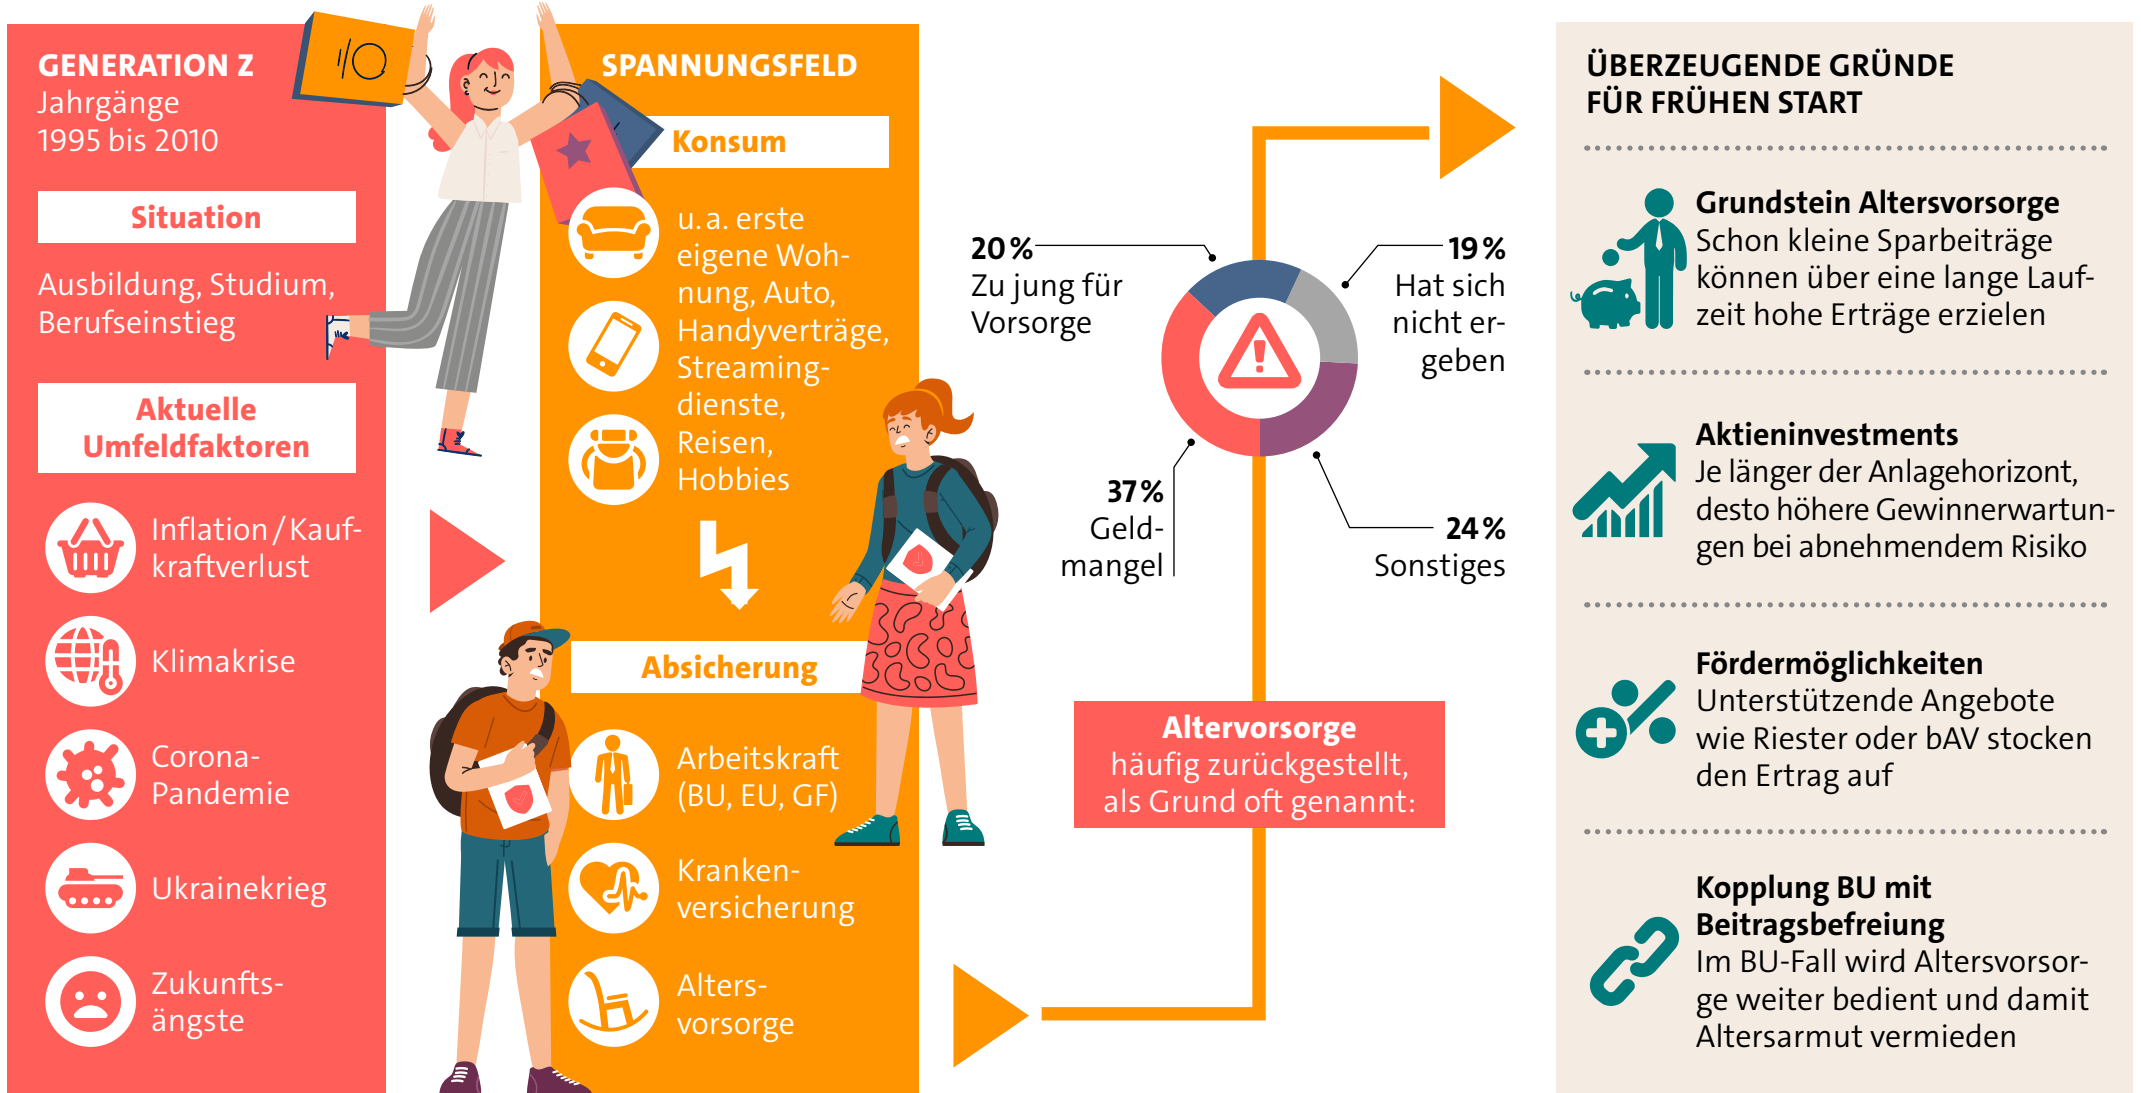 GENERATION Z
Jahrgänge
1995 bis 2010
Situation
Ausbildung, Studium,
Berufseinstieg
Aktuelle
Umfeldfaktoren
Inflation / Kauf-
kraftverlust
Klimakrise
Corona-
Pandemie
Ukrainekrieg
Zukunfts-
ängste
SPANNUNGSFELD
Konsum
u. a. erste
eigene Woh-
nung, Auto,
Handyverträge,
Streaming-
dienste,
Reisen,
Hobbies
Absicherung
Arbeitskraft
(BU, EU, GF)
Kranken-
versicherung
Alters-
vorsorge
20 %
Zu jung für
Vorsorge
19 %
Hat sich
nicht er-
geben
37 %
Geld-
mangel
24 %
Sonstiges
Altervorsorge
häufig zurückgestellt,
als Grund oft genannt:
ÜBERZEUGENDE GRÜNDE
FÜR FRÜHEN START
Grundstein Altersvorsorge
Schon kleine Sparbeiträge
können über eine lange Lauf-
zeit hohe Erträge erzielen
Aktieninvestments
Je länger der Anlagehorizont,
desto höhere Gewinnerwartun-
gen bei abnehmendem Risiko
Fördermöglichkeiten
Unterstützende Angebote
wie Riester oder bAV stocken
den Ertrag auf
Kopplung BU mit
Beitragsbefreiung
Im BU-Fall wird Altersvorsor-
ge weiter bedient und damit
Altersarmut vermieden